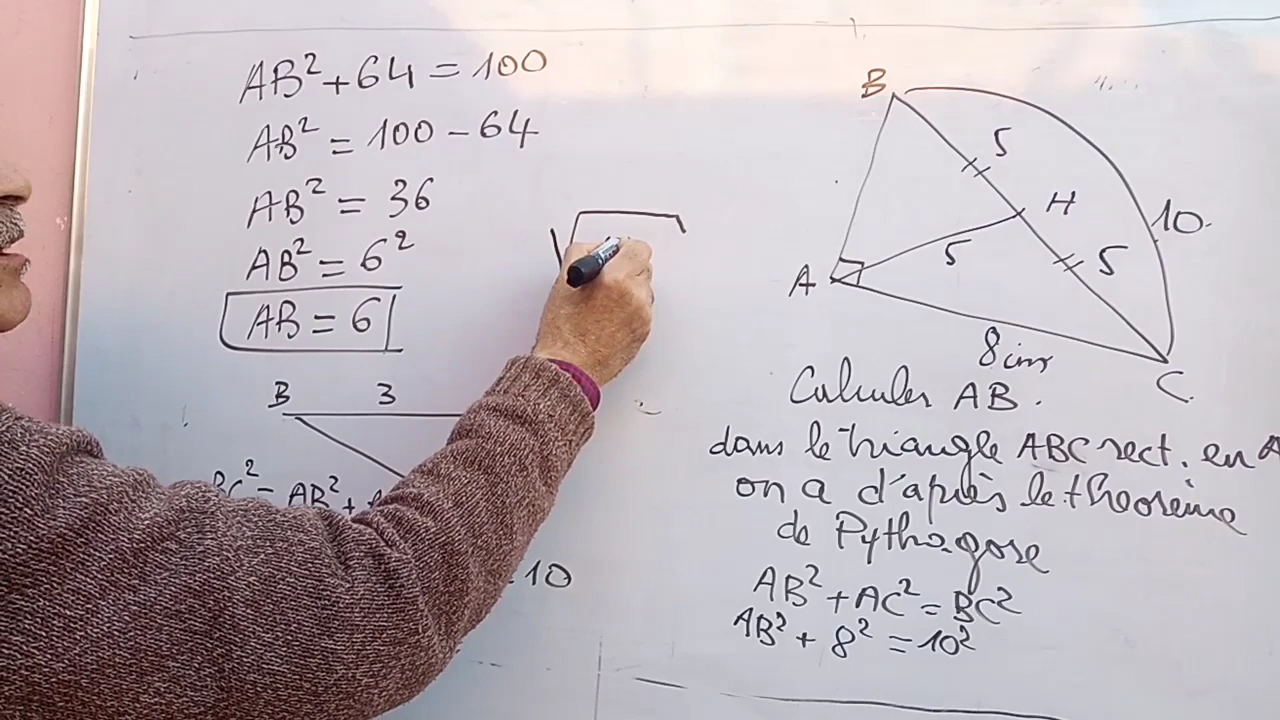 AB² + 64 = 100
AB² = 100 - 64
AB² = 36
AB² = 6²
AB = 6
B 3
BC² = AB² +
= 10
B
5
H
10
5
5
A
8 cm
C
Calculer AB.
dans le triangle ABC rect. en A
on a d'après le théorème
de Pythagore
AB² + AC² = BC²
AB² + 8² = 10²